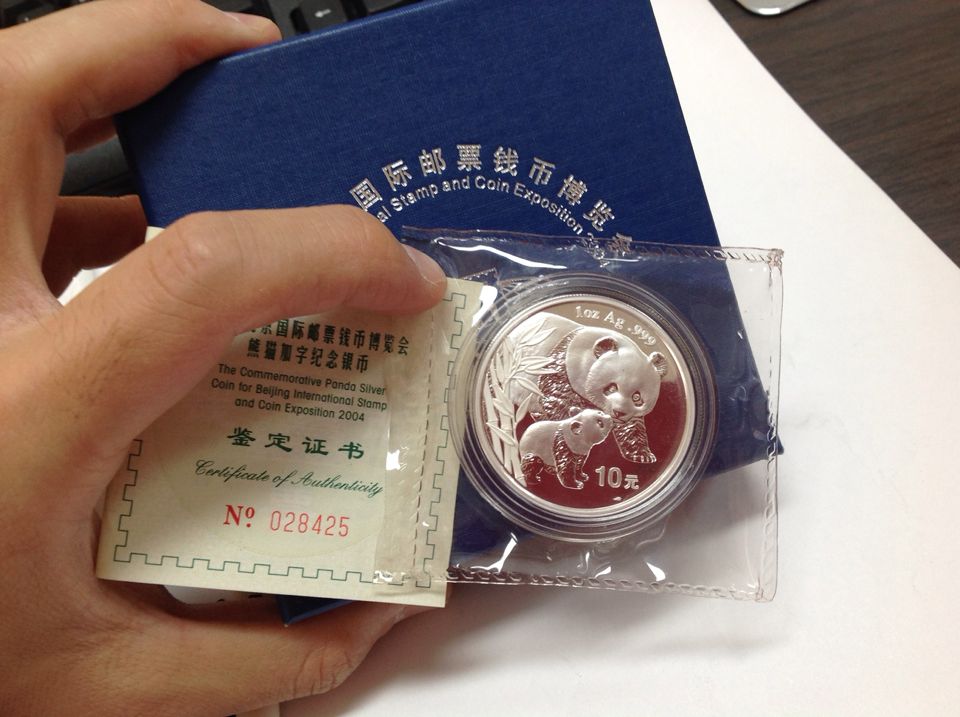 国际邮票钱币博览
Stamp and Coin Exposition
京国际邮票钱币博览会
熊猫加字纪念银币
The Commemorative Panda Silver
Coin for Beijing International Stamp
and Coin Exposition 2004
鉴定证书
Certificate of Authenticity
Nº 028425
1oz Ag .999
10元